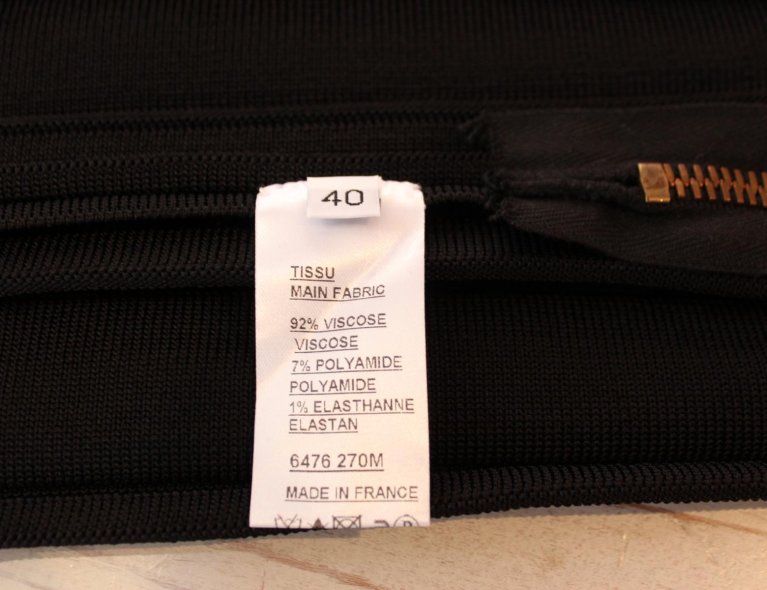 40
TISSU
MAIN FABRIC
92% VISCOSE
VISCOSE
7% POLYAMIDE
POLYAMIDE
1% ELASTHANNE
ELASTAN
6476 270M
MADE IN FRANCE